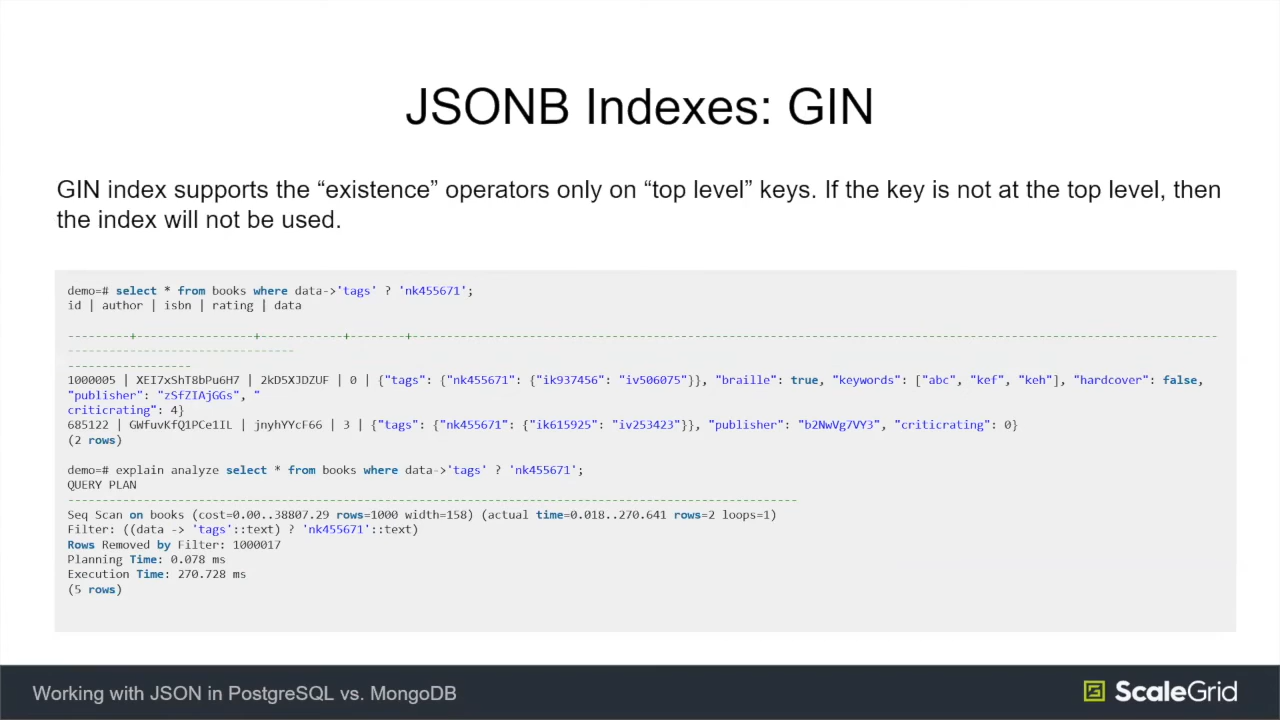 JSONB Indexes: GIN
GIN index supports the “existence” operators only on “top level” keys. If the key is not at the top level, then
the index will not be used.
demo=# select * from books where data->'tags' ? 'nk455671';
id | author | isbn | rating | data
---------+-----------------+------------+--------+---------------------------------------------------------------------------------------------------------------------
---------------------------------
------------------
1000005 | XEI7xShT8bPu6H7 | 2kD5XJDZUF | 0 | {"tags": {"nk455671": {"ik937456": "iv506075"}}, "braille": true, "keywords": ["abc", "kef", "keh"], "hardcover": false,
"publisher": "zSfZIAjGGs", "
criticrating": 4}
685122 | GWfuvKfQ1PCe1IL | jnyhYYcF66 | 3 | {"tags": {"nk455671": {"ik615925": "iv253423"}}, "publisher": "b2NwVg7VY3", "criticrating": 0}
(2 rows)
demo=# explain analyze select * from books where data->'tags' ? 'nk455671';
QUERY PLAN
----------------------------------------------------------------------------------------------------------
Seq Scan on books (cost=0.00..38807.29 rows=1000 width=158) (actual time=0.018..270.641 rows=2 loops=1)
Filter: ((data -> 'tags'::text) ? 'nk455671'::text)
Rows Removed by Filter: 1000017
Planning Time: 0.078 ms
Execution Time: 270.728 ms
(5 rows)
Working with JSON in PostgreSQL vs. MongoDB
ScaleGrid